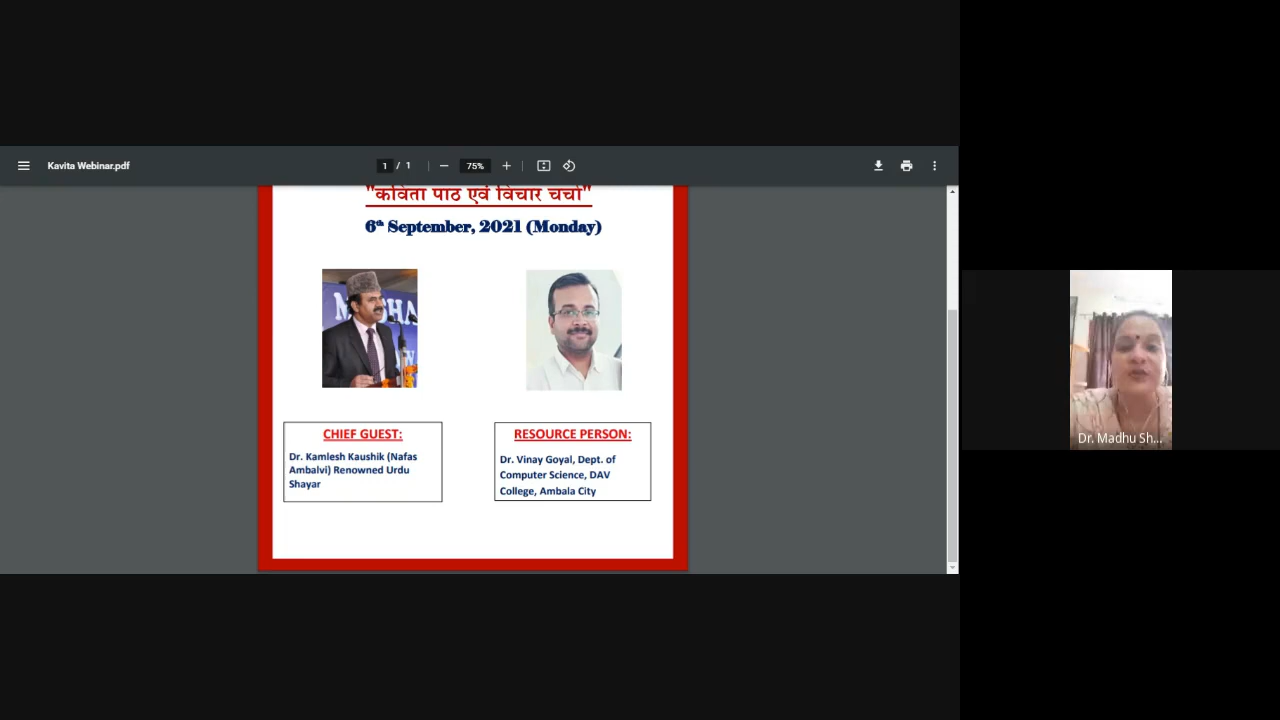 Kavita Webinar.pdf
1 / 1
75%
"कविता पाठ एवं विचार चर्चा"
6th September, 2021 (Monday)
CHIEF GUEST:
Dr. Kamlesh Kaushik (Nafas
Ambalvi) Renowned Urdu
Shayar
RESOURCE PERSON:
Dr. Vinay Goyal, Dept. of
Computer Science, DAV
College, Ambala City
Dr. Madhu Sh...